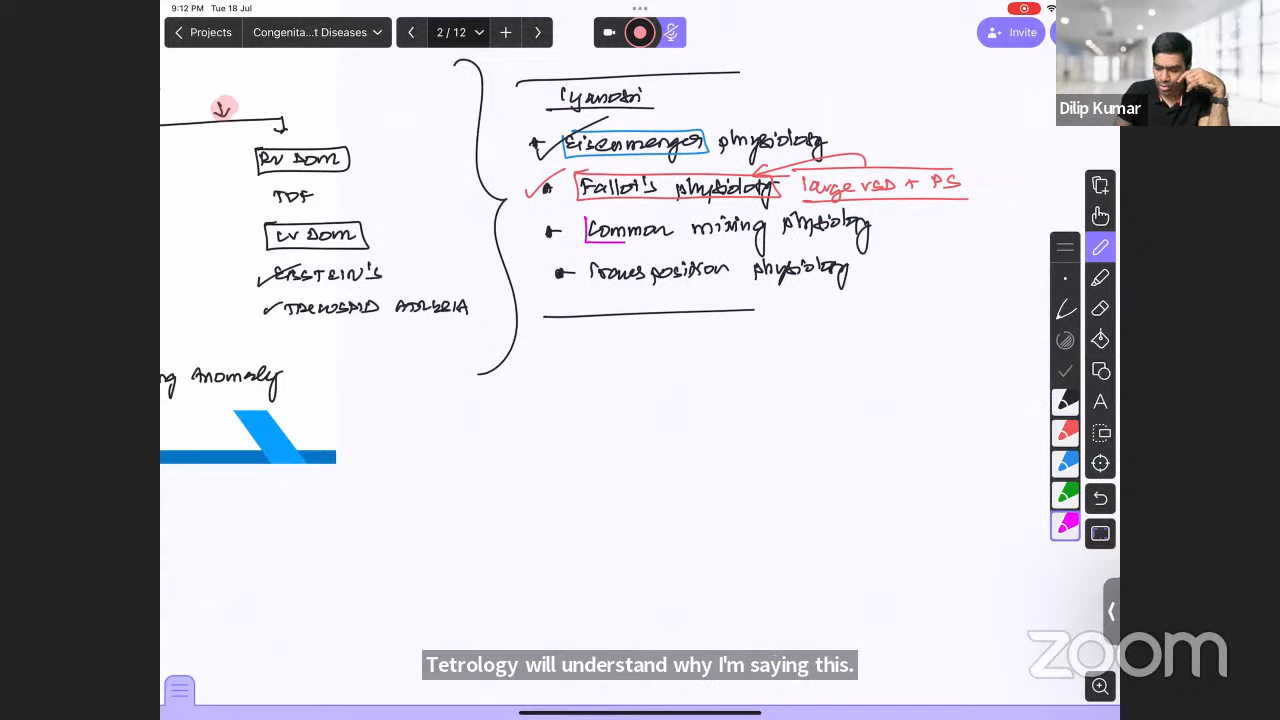 9:12 PM Tue 18 Jul
Projects
Congenita...t Diseases
2 / 12
Invite
Dilip Kumar
Cyanosis
Eisenmenger physiology
Fallot's physiology large VSD + PS
Common mixing physiology
Transposition physiology
RV DOM
TOF
LV DOM
EBSTEIN'S
TRICUSPID ATRESIA
ng Anomaly
A
Tetrology will understand why I'm saying this.
zoom